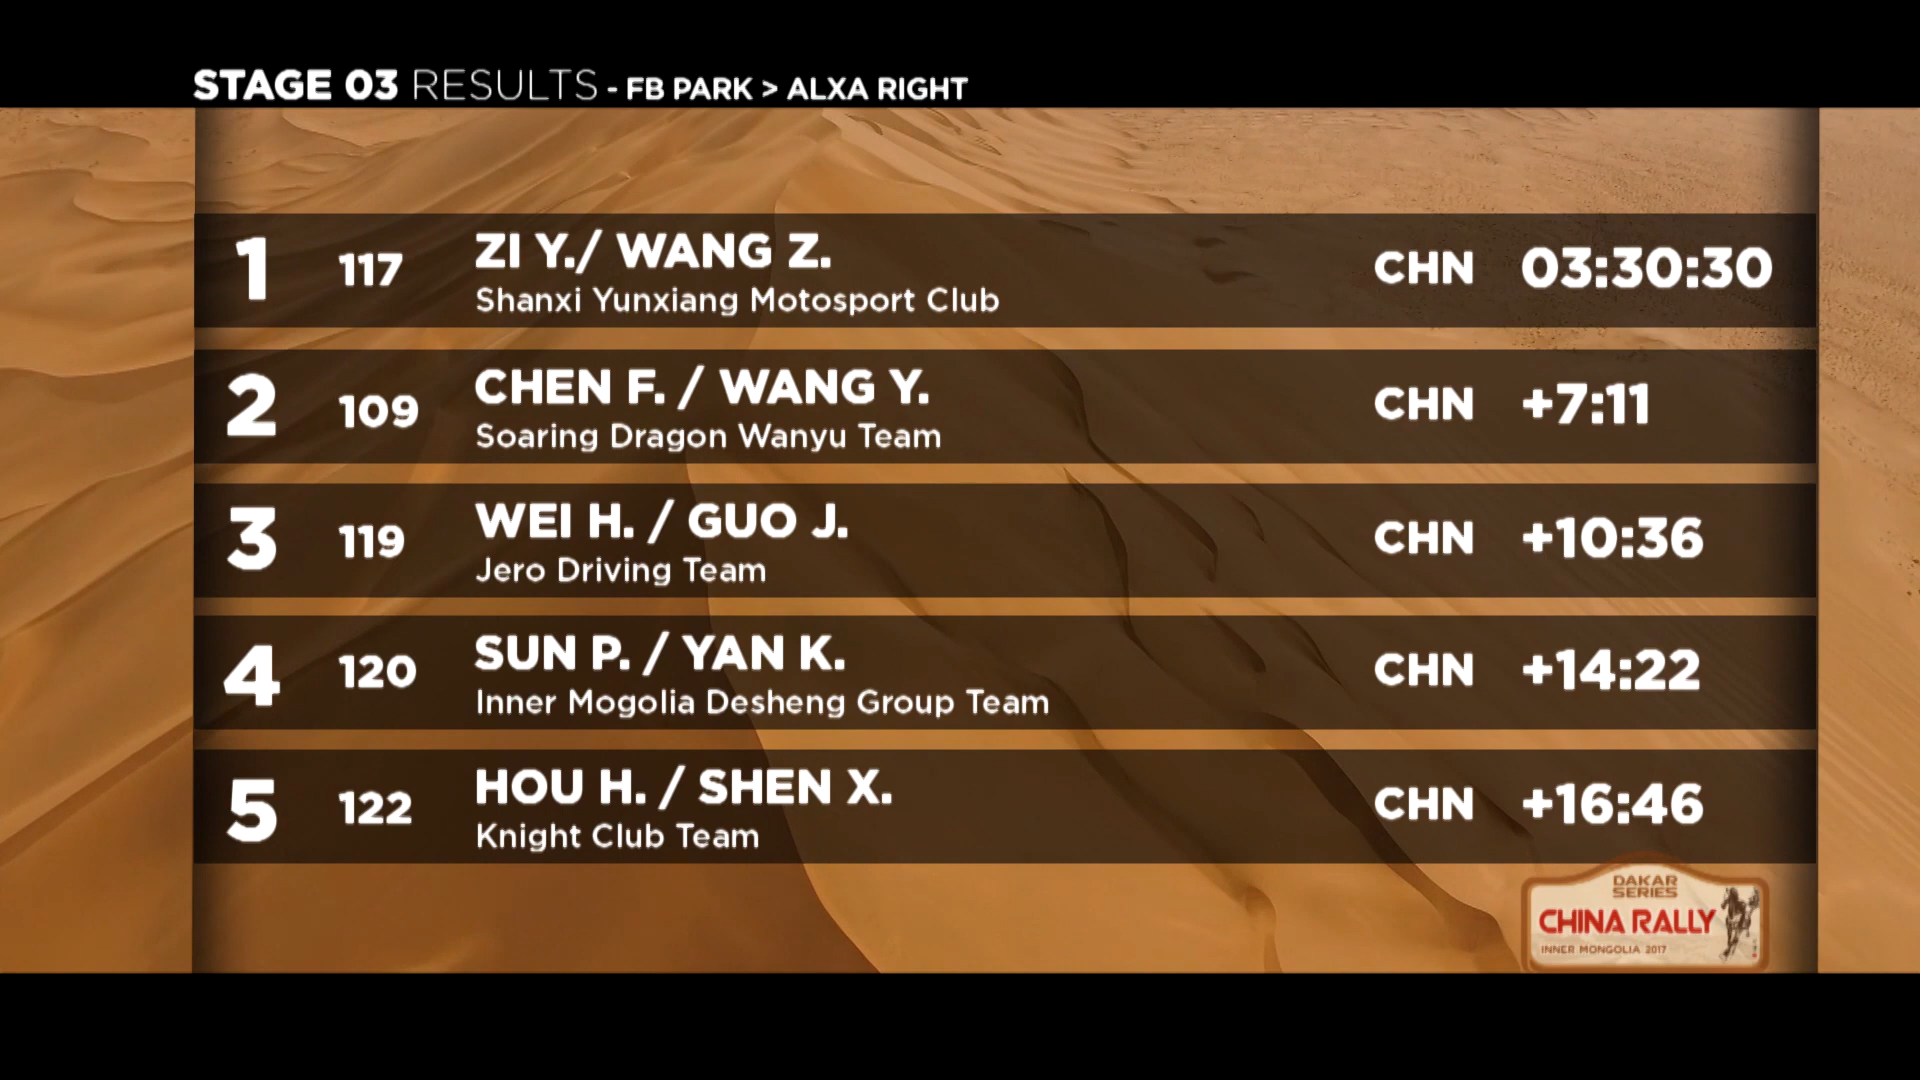 STAGE 03 RESULTS - FB PARK > ALXA RIGHT
1 117 ZI Y./ WANG Z. CHN 03:30:30
Shanxi Yunxiang Motosport Club
2 109 CHEN F. / WANG Y. CHN +7:11
Soaring Dragon Wanyu Team
3 119 WEI H. / GUO J. CHN +10:36
Jero Driving Team
4 120 SUN P. / YAN K. CHN +14:22
Inner Mogolia Desheng Group Team
5 122 HOU H. / SHEN X. CHN +16:46
Knight Club Team
DAKAR
SERIES
CHINA RALLY
INNER MONGOLIA 2017